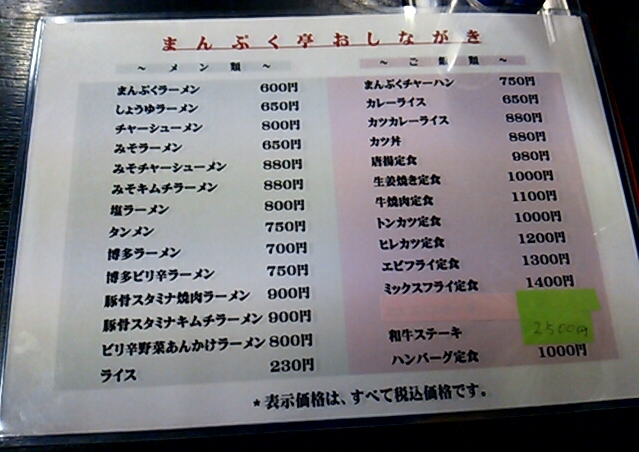 まんぷく亭おしながき
～ メン類 ～
まんぷくラーメン 600円
しょうゆラーメン 650円
チャーシューメン 800円
みそラーメン 650円
みそチャーシューメン 880円
みそキムチラーメン 880円
塩ラーメン 800円
タンメン 750円
博多ラーメン 700円
博多ピリ辛ラーメン 750円
豚骨スタミナ焼肉ラーメン 900円
豚骨スタミナキムチラーメン 900円
ピリ辛野菜あんかけラーメン 800円
ライス 230円
～ ご飯類 ～
まんぷくチャーハン 750円
カレーライス 650円
カツカレーライス 880円
カツ丼 880円
唐揚定食 980円
生姜焼き定食 1000円
牛焼肉定食 1100円
トンカツ定食 1000円
ヒレカツ定食 1200円
エビフライ定食 1300円
ミックスフライ定食 1400円
和牛ステーキ 2500円
ハンバーグ定食 1000円
★表示価格は、すべて税込価格です。